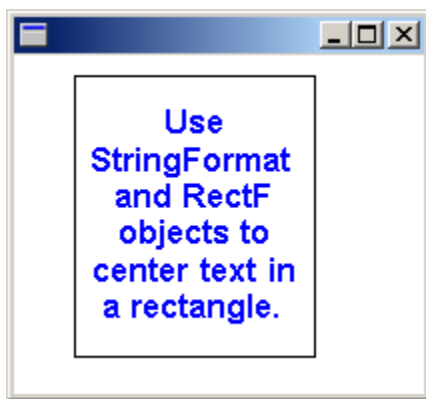 Use
StringFormat
and RectF
objects to
center text in
a rectangle.